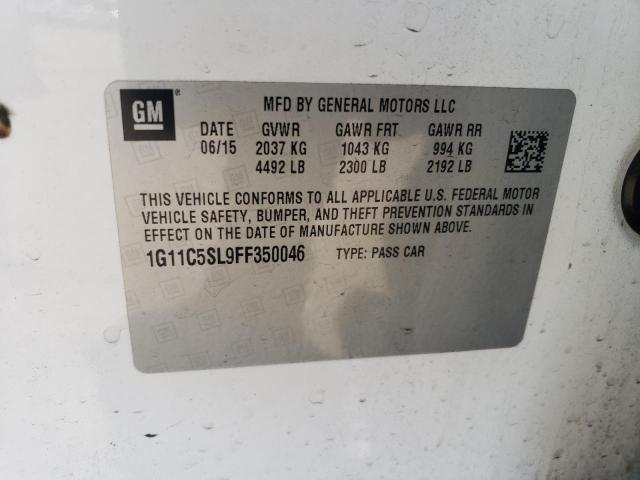 GM ® MFD BY GENERAL MOTORS LLC
DATE GVWR GAWR FRT GAWR RR
06/15 2037 KG 1043 KG 994 KG
4492 LB 2300 LB 2192 LB
THIS VEHICLE CONFORMS TO ALL APPLICABLE U.S. FEDERAL MOTOR
VEHICLE SAFETY, BUMPER, AND THEFT PREVENTION STANDARDS IN
EFFECT ON THE DATE OF MANUFACTURE SHOWN ABOVE.
1G11C5SL9FF350046 TYPE: PASS CAR